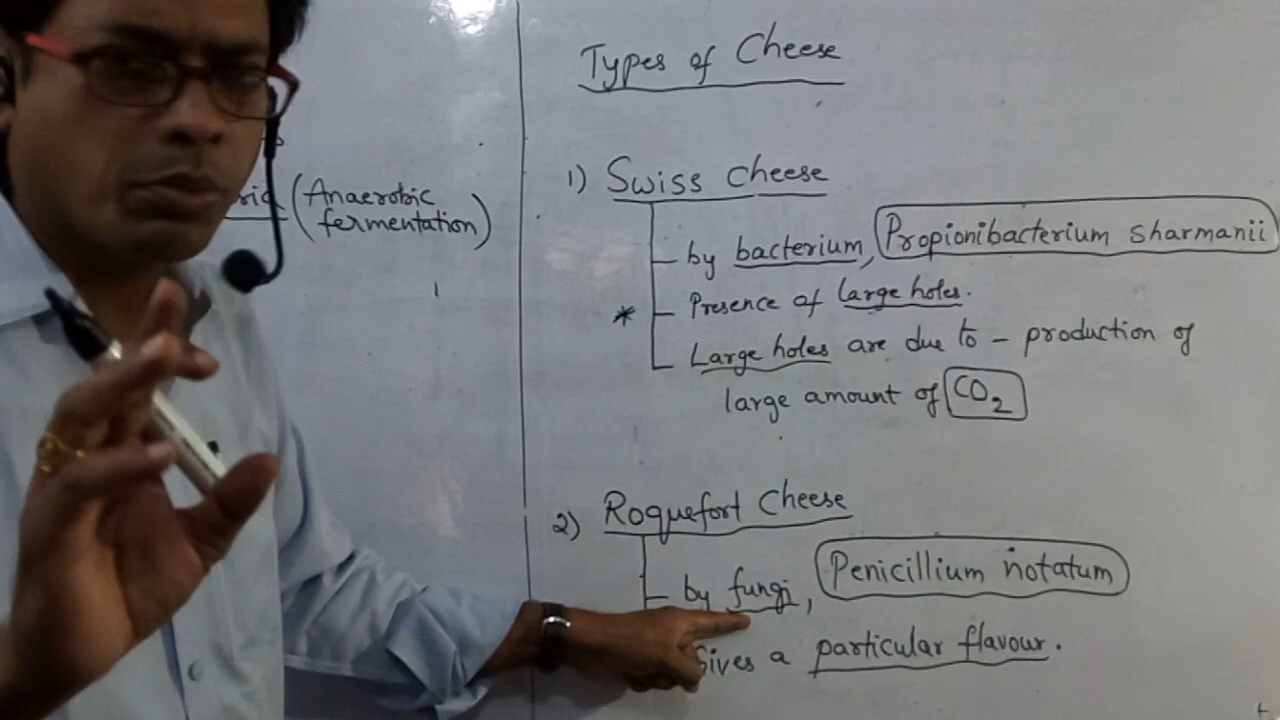 (Anaerobic
fermentation)
Types of Cheese
1) Swiss cheese
by bacterium, Propionibacterium sharmanii
* Presence of large holes.
Large holes are due to – production of
large amount of CO2
2) Roquefort Cheese
by fungi, Penicillium notatum
Gives a particular flavour.